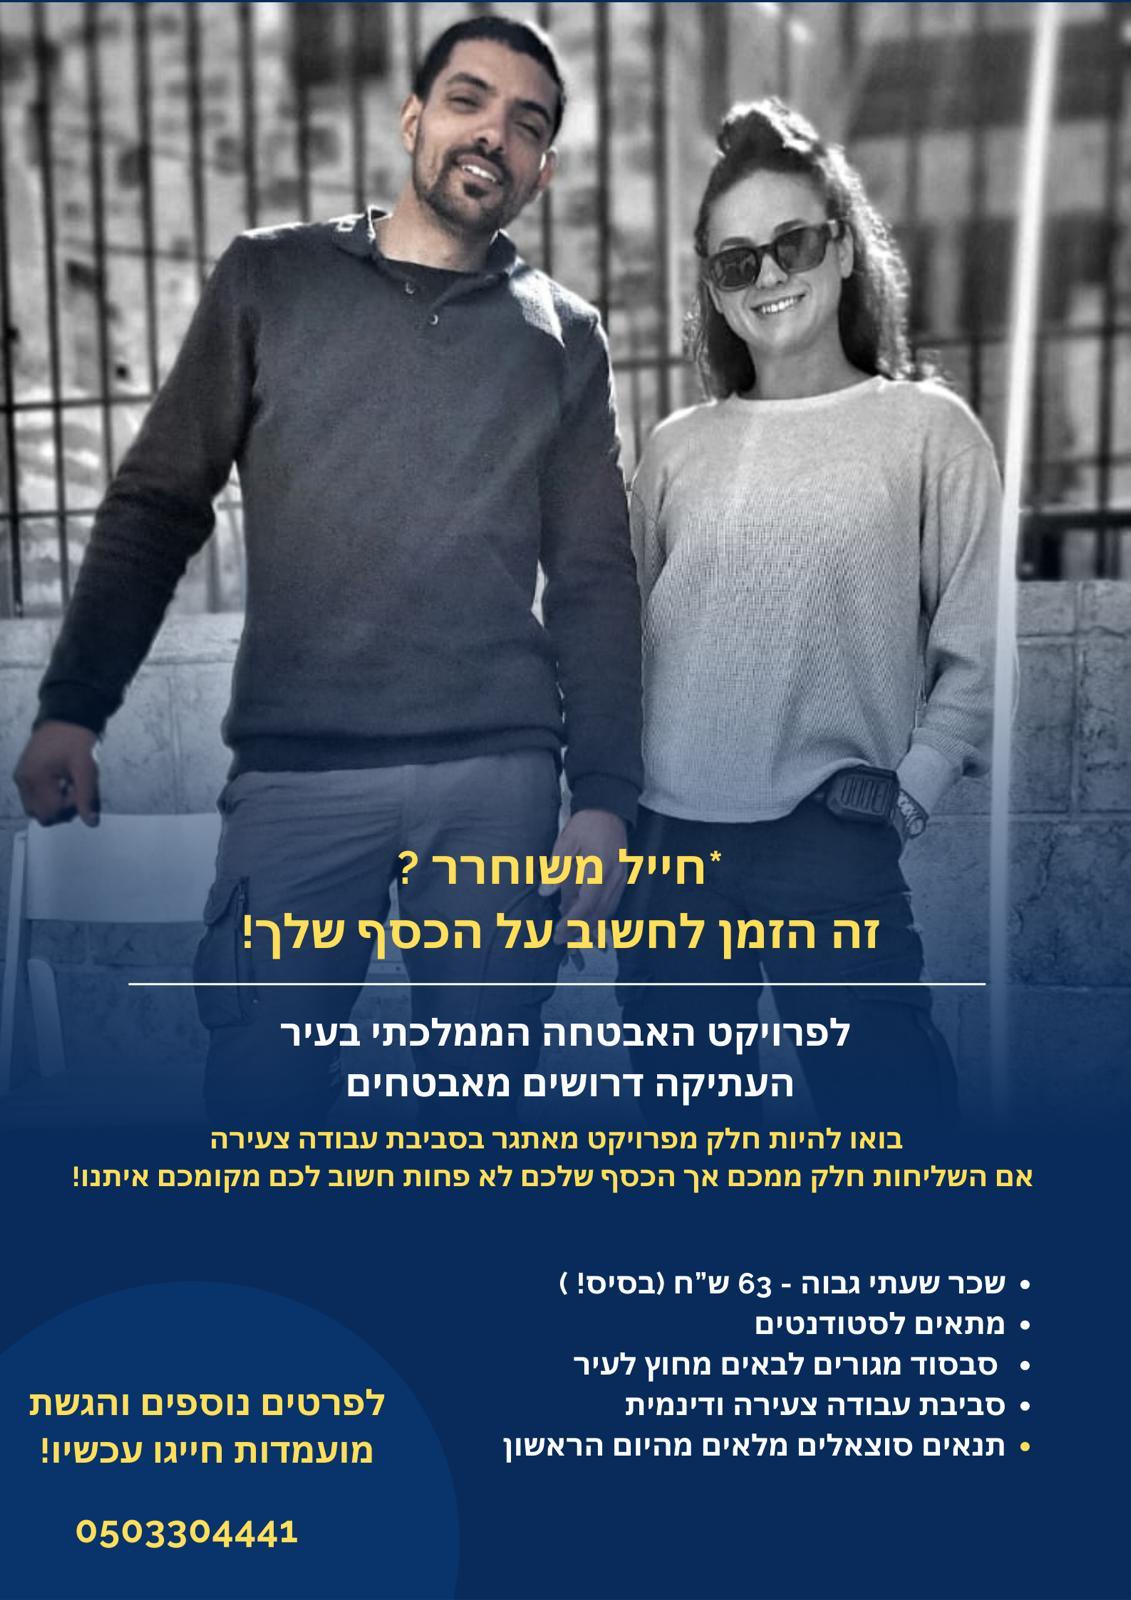 *חייל משוחרר ?
זה הזמן לחשוב על הכסף שלך!
לפרויקט האבטחה הממלכתי בעיר
העתיקה דרושים מאבטחים
בואו להיות חלק מפרויקט מאתגר בסביבת עבודה צעירה
אם השליחות חלק ממכם אך הכסף שלכם לא פחות חשוב לכם מקומכם איתנו!
• שכר שעתי גבוה - 63 ש"ח (בסיס! )
• מתאים לסטודנטים
• סבסוד מגורים לבאים מחוץ לעיר
• סביבת עבודה צעירה ודינמית
• תנאים סוצאלים מלאים מהיום הראשון
לפרטים נוספים והגשת
מועמדות חייגו עכשיו!
0503304441